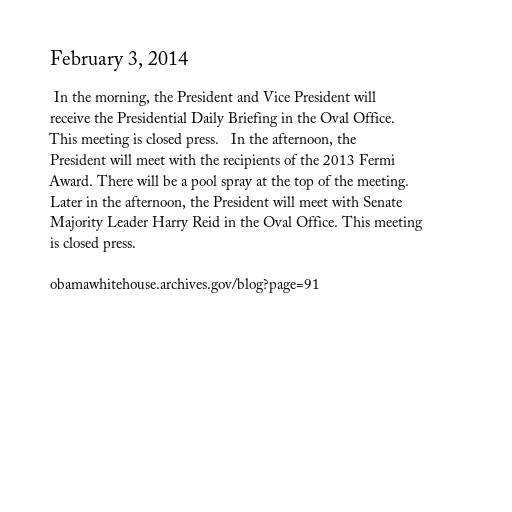 February 3, 2014
In the morning, the President and Vice President will
receive the Presidential Daily Briefing in the Oval Office.
This meeting is closed press.   In the afternoon, the
President will meet with the recipients of the 2013 Fermi
Award. There will be a pool spray at the top of the meeting.
Later in the afternoon, the President will meet with Senate
Majority Leader Harry Reid in the Oval Office. This meeting
is closed press.
obamawhitehouse.archives.gov/blog?page=91